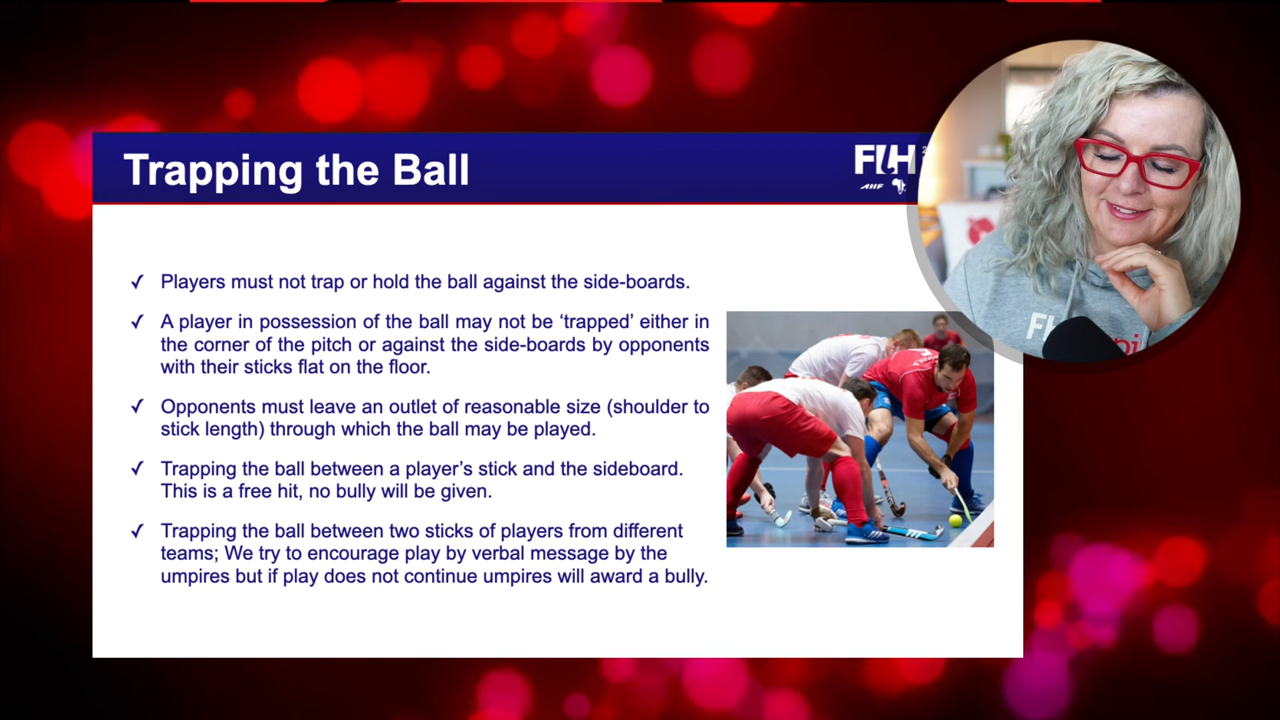 Trapping the Ball
FIH
AHF
✓ Players must not trap or hold the ball against the side-boards.
✓ A player in possession of the ball may not be ‘trapped’ either in
the corner of the pitch or against the side-boards by opponents
with their sticks flat on the floor.
✓ Opponents must leave an outlet of reasonable size (shoulder to
stick length) through which the ball may be played.
✓ Trapping the ball between a player’s stick and the sideboard.
This is a free hit, no bully will be given.
✓ Trapping the ball between two sticks of players from different
teams; We try to encourage play by verbal message by the
umpires but if play does not continue umpires will award a bully.